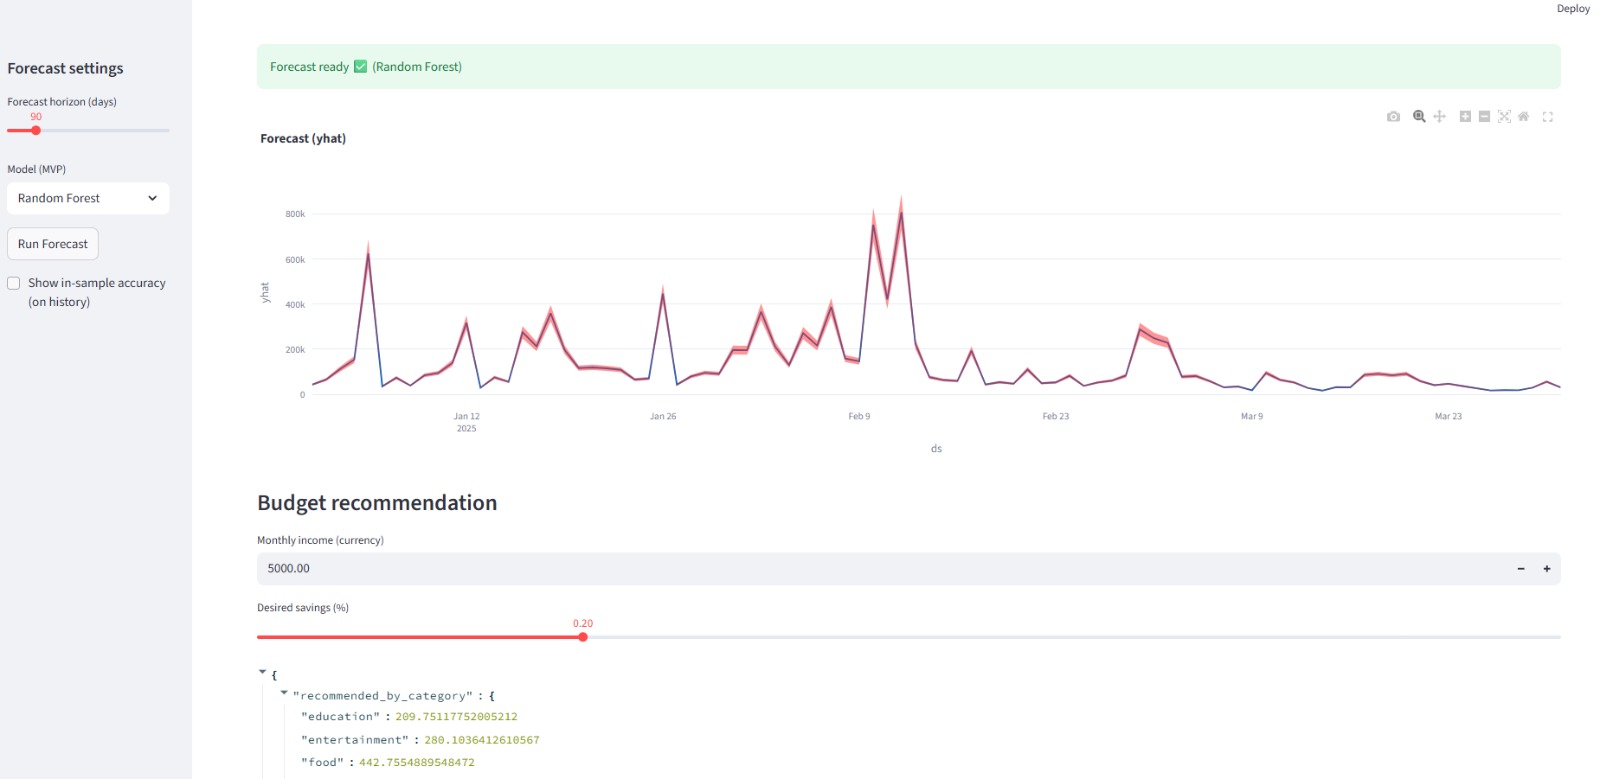 Deploy
Forecast settings
Forecast horizon (days)
90
Model (MVP)
Random Forest
Run Forecast
Show in-sample accuracy
(on history)
Forecast ready ✅ (Random Forest)
Forecast (yhat)
800k
600k
400k
200k
0
yhat
Jan 12
2025
Jan 26
Feb 9
Feb 23
Mar 9
Mar 23
ds
Budget recommendation
Monthly income (currency)
5000.00
Desired savings (%)
0.20
{
"recommended_by_category" : {
"education" : 209.75117752005212
"entertainment" : 280.1036412610567
"food" : 442.7554889548472